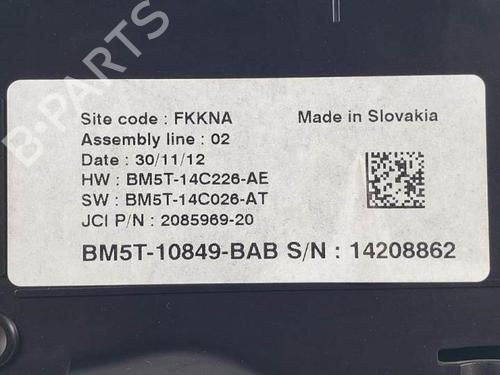 B-PARTS
Site code : FKKNA Made in Slovakia
Assembly line : 02
Date : 30/11/12
HW : BM5T-14C226-AE
SW : BM5T-14C026-AT
JCI P/N : 2085969-20
BM5T-10849-BAB S/N : 14208862